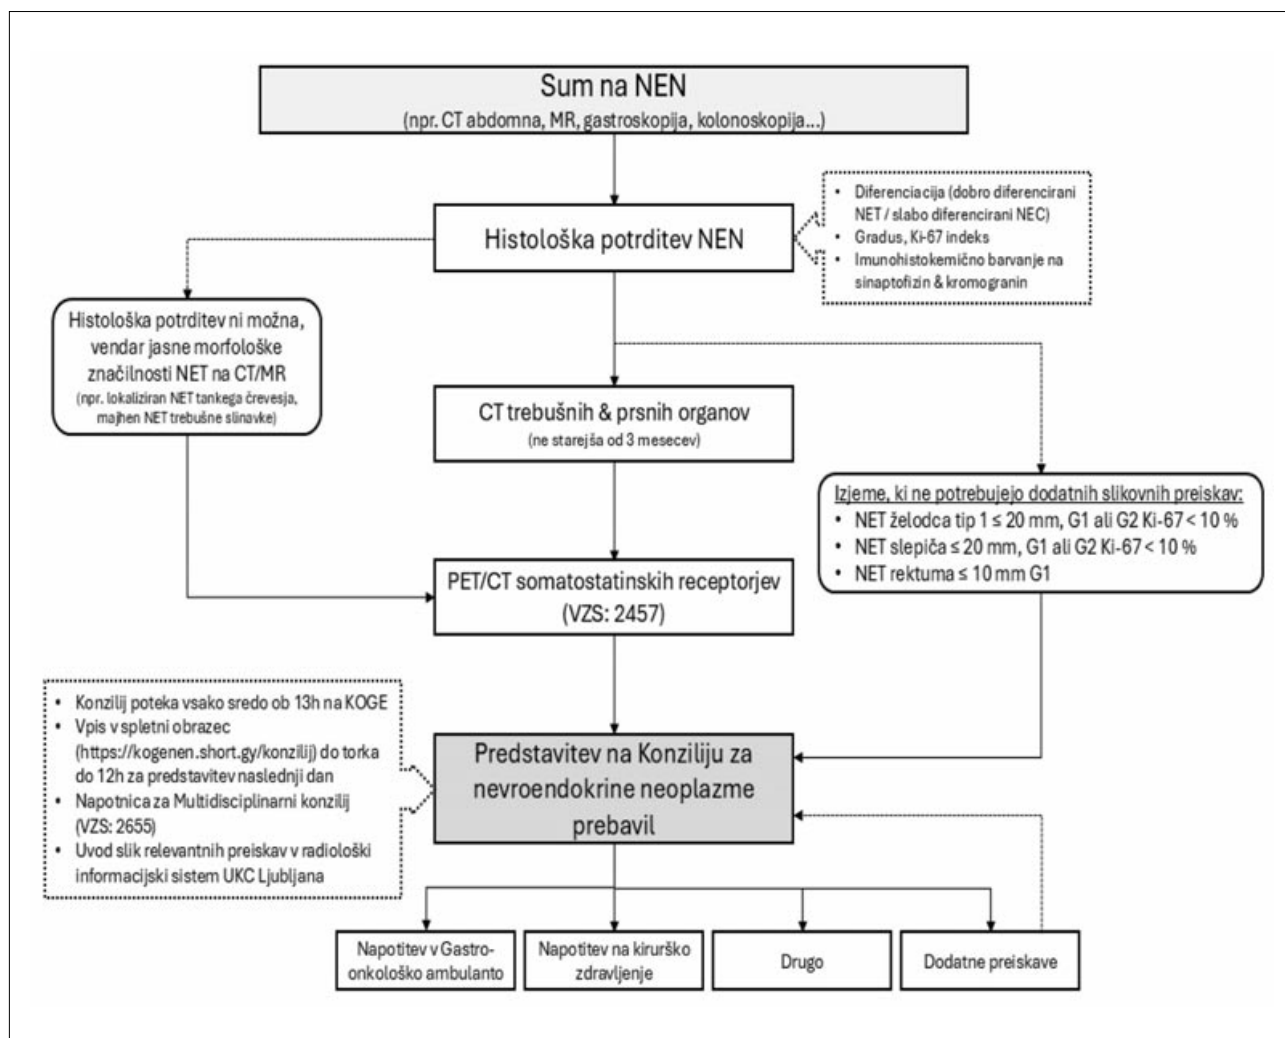 Sum na NEN
(npr. CT abdomna, MR, gastroskopija, kolonoskopija...)
• Diferenciacija (dobro diferencirani
NET / slabo diferencirani NEC)
• Gradus, Ki-67 indeks
• Imunohistokemično barvanje na
sinaptofizin & kromogranin
Histološka potrditev NEN
Histološka potrditev ni možna,
vendar jasne morfološke
značilnosti NET na CT/MR
(npr. lokaliziran NET tankega črevesja,
majhen NET trebušne slinavke)
CT trebušnih & prsnih organov
(ne starejša od 3 mesecev)
Izjeme, ki ne potrebujejo dodatnih slikovnih preiskav:
• NET želodca tip 1 ≤ 20 mm, G1 ali G2 Ki-67 < 10 %
• NET slepiča ≤ 20 mm, G1 ali G2 Ki-67 < 10 %
• NET rektuma ≤ 10 mm G1
PET/CT somatostatinskih receptorjev
(VZS: 2457)
• Konzilij poteka vsako sredo ob 13h na KOGE
• Vpis v spletni obrazec
(https://kogenen.short.gy/konzilij) do torka
do 12h za predstavitev naslednji dan
• Napotnica za Multidisciplinarni konzilij
(VZS: 2655)
• Uvod slik relevantnih preiskav v radiološki
informacijski sistem UKC Ljubljana
Predstavitev na Konziliju za
nevroendokrine neoplazme
prebavil
Napotitev v Gastro-
onkološko ambulanto
Napotitev na kirurško
zdravljenje
Drugo
Dodatne preiskave